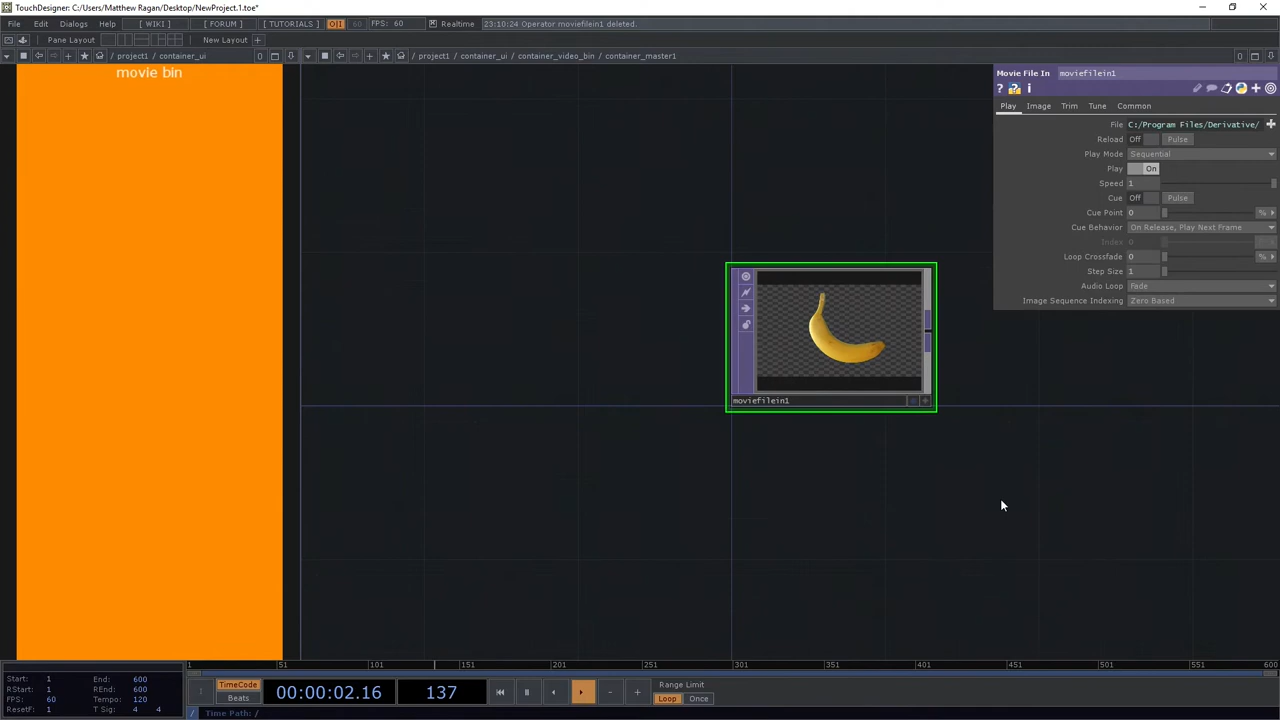 TouchDesigner: C:/Users/Matthew Ragan/Desktop/NewProject.1.toe*
File Edit Dialogs Help [ WIKI ] [ FORUM ] [ TUTORIALS ] O|I 60 FPS: 60 Realtime 23:10:24 Operator moviefilein1 deleted.
Pane Layout New Layout +
/ project1 / container_ui 0
/ project1 / container_ui / container_video_bin / container_master1 0
movie bin
Movie File In moviefilein1
? ? i
Play Image Trim Tune Common
File C:/Program Files/Derivative/
Reload Off Pulse
Play Mode Sequential
Play On
Speed 1
Cue Off Pulse
Cue Point 0 %
Cue Behavior On Release, Play Next Frame
Index 0
Loop Crossfade 0 %
Step Size 1
Audio Loop Fade
Image Sequence Indexing Zero Based
moviefilein1
1 51 101 151 201 251 301 351 401 451 501 551 600
Start: 1 End: 600
RStart: 1 REnd: 600
FPS: 60 Tempo: 120
ResetF: 1 T Sig: 4 4
TimeCode
Beats
00:00:02.16
137
Range Limit
Loop Once
/ Time Path: /